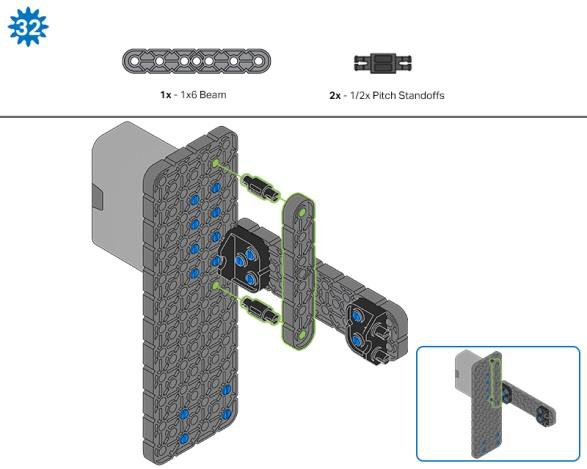 32
1x - 1x6 Beam
2x - 1/2x Pitch Standoffs